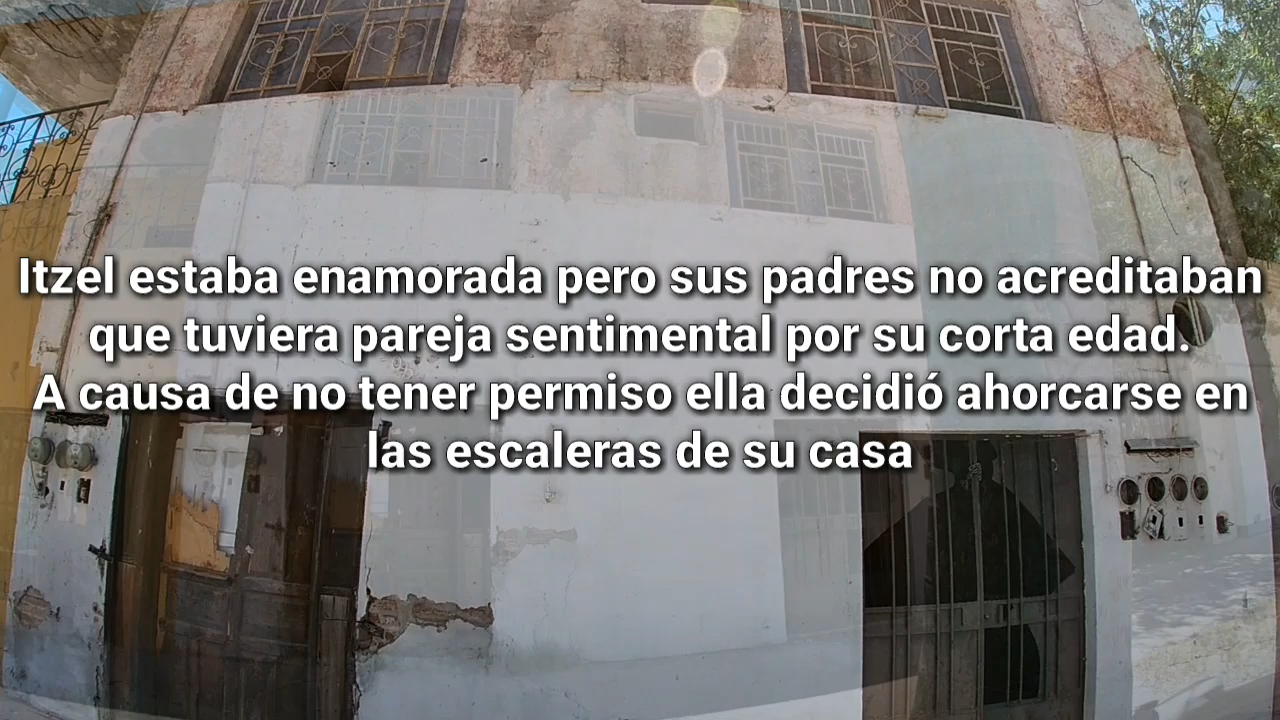 Itzel estaba enamorada pero sus padres no acreditaban
que tuviera pareja sentimental por su corta edad.
A causa de no tener permiso ella decidió ahorcarse en
las escaleras de su casa